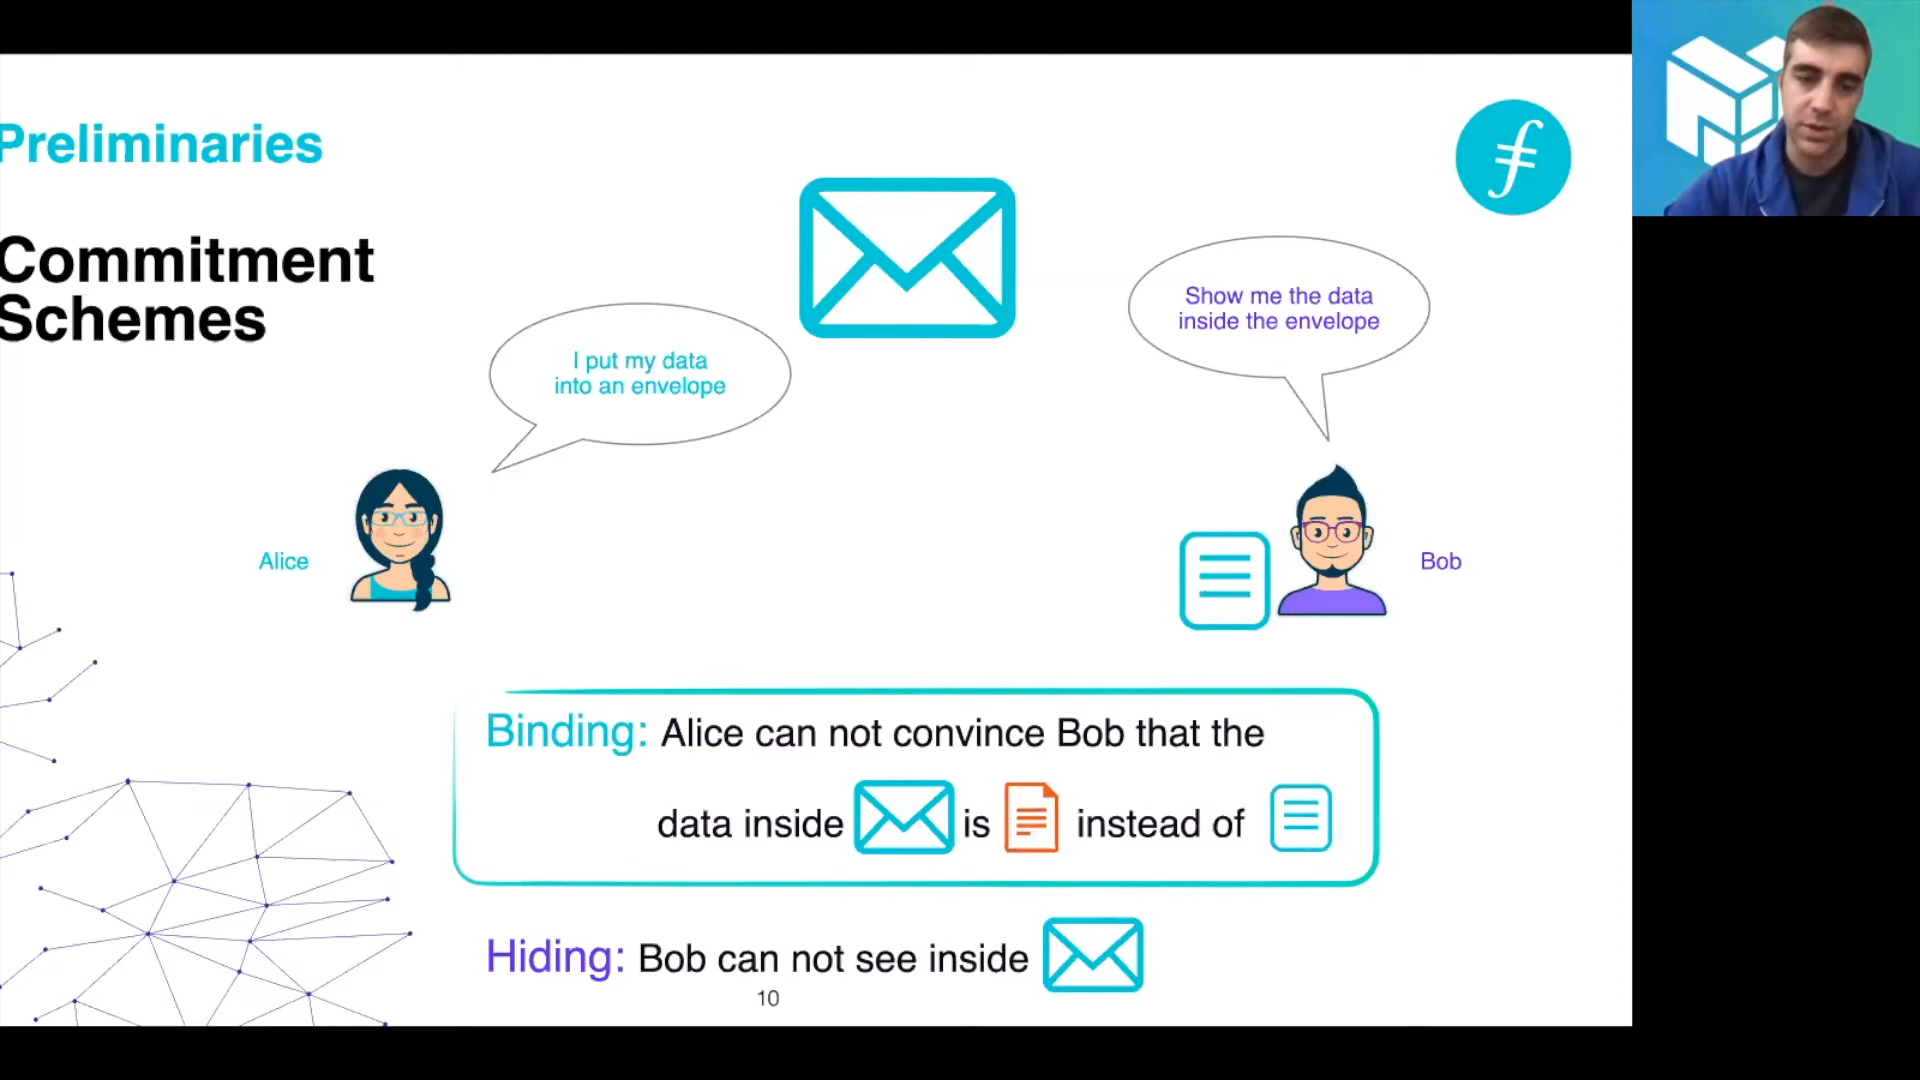 Preliminaries
Commitment
Schemes
I put my data
into an envelope
Show me the data
inside the envelope
Alice
Bob
Binding: Alice can not convince Bob that the
data inside is instead of
Hiding: Bob can not see inside
10